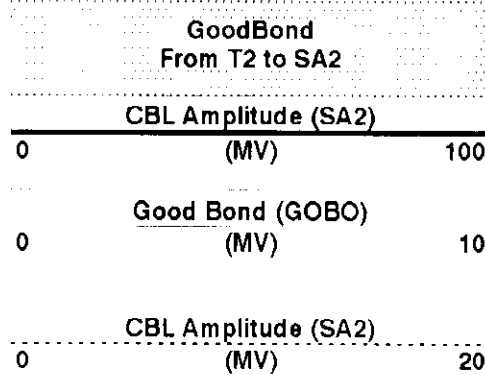 GoodBond
From T2 to SA2
CBL Amplitude (SA2)
0 (MV) 100
Good Bond (GOBO)
0 (MV) 10
CBL Amplitude (SA2)
0 (MV) 20